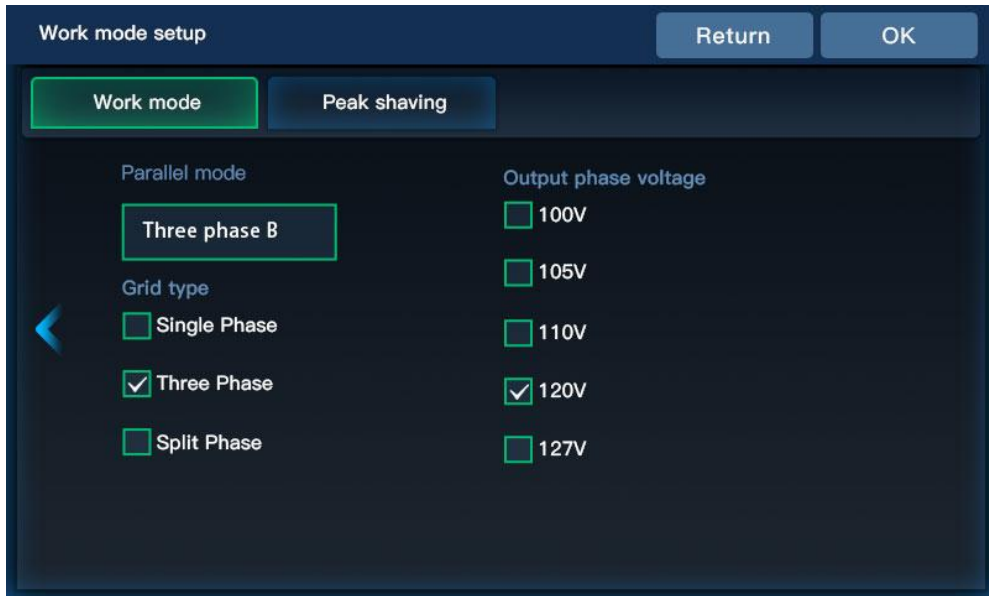 Work mode setup
Return
OK
Work mode
Peak shaving
Parallel mode
Three phase B
Grid type
Single Phase
Three Phase
Split Phase
Output phase voltage
100V
105V
110V
120V
127V